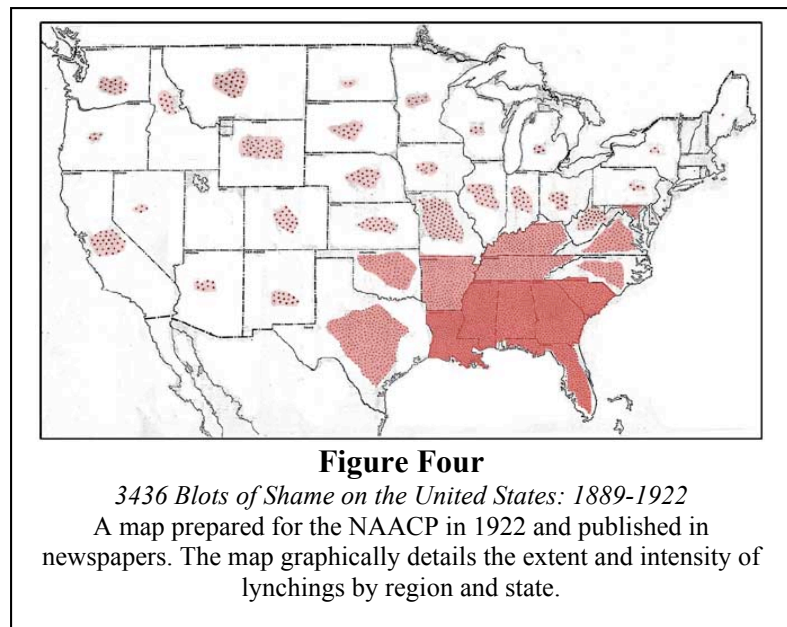 Figure Four
3436 Blots of Shame on the United States: 1889-1922
A map prepared for the NAACP in 1922 and published in
newspapers. The map graphically details the extent and intensity of
lynchings by region and state.